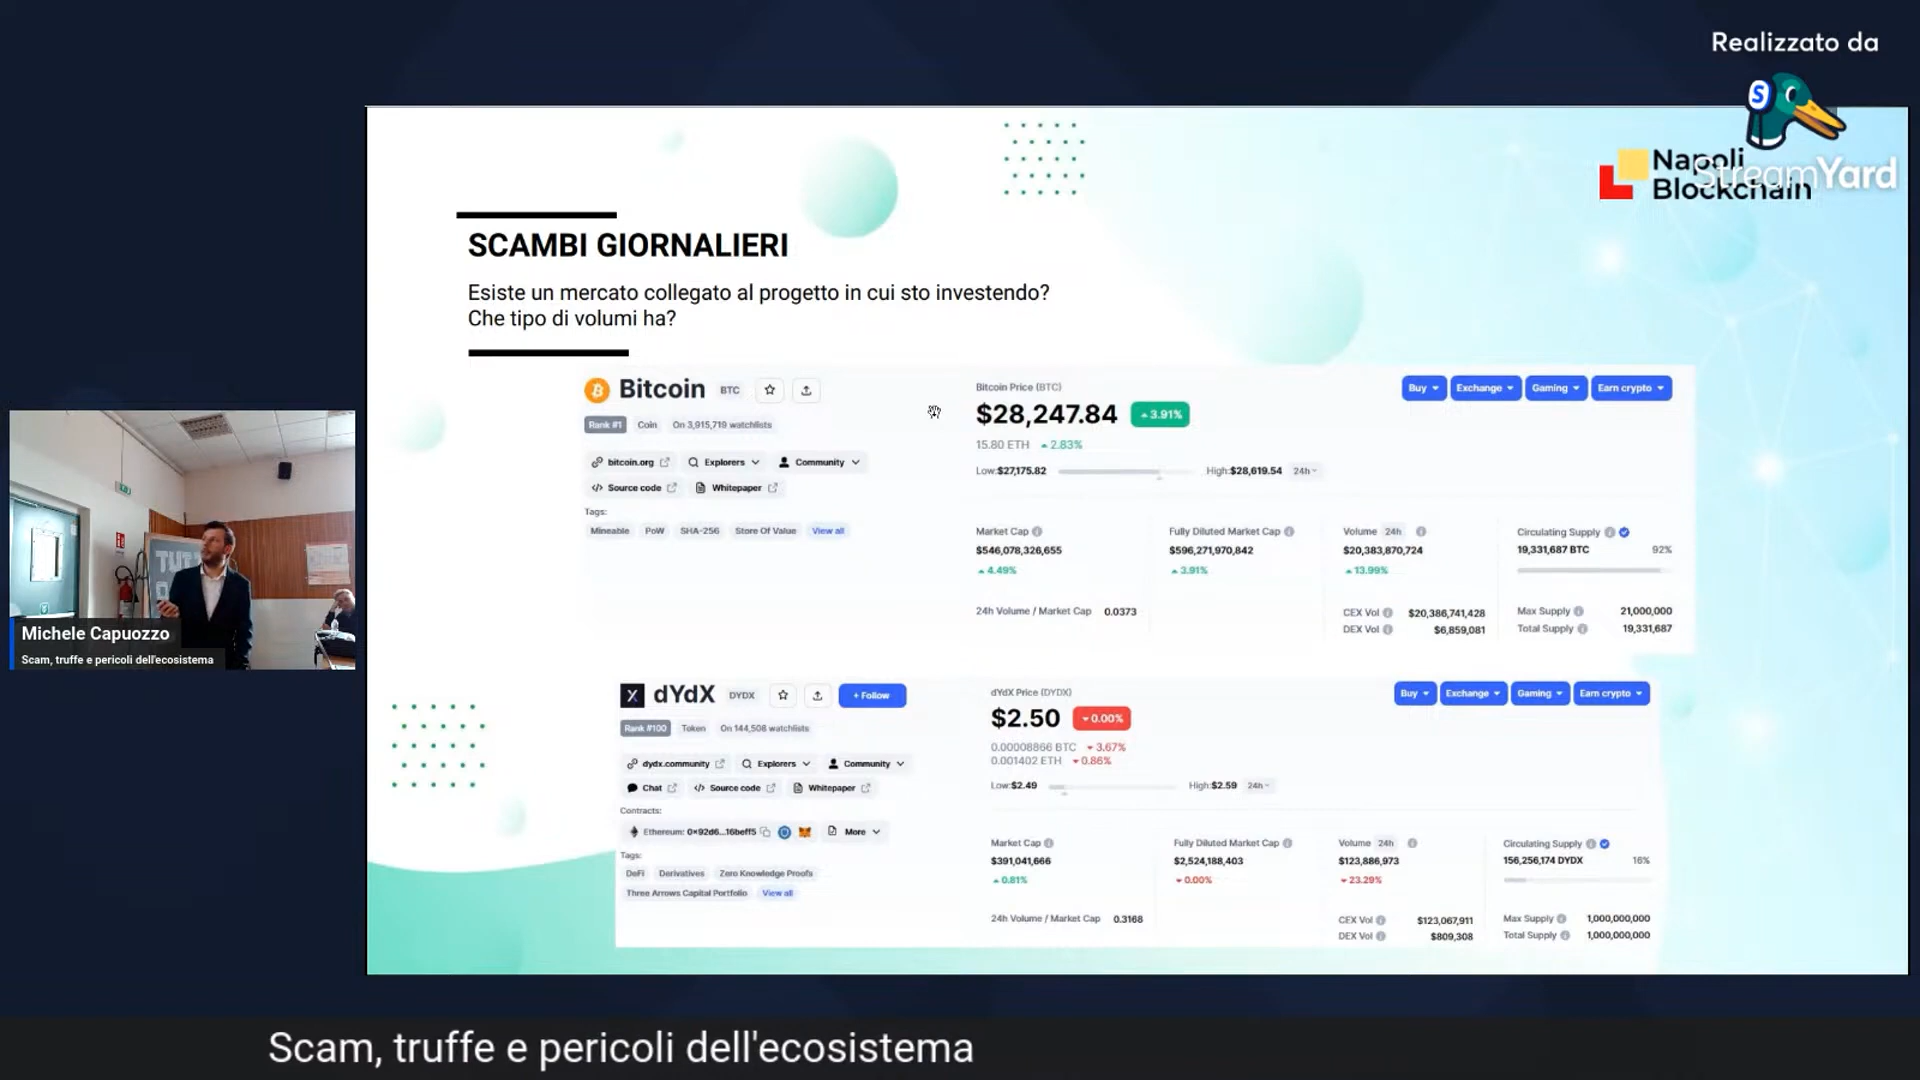 Realizzato da
StreamYard
Napoli
Blockchain
SCAMBI GIORNALIERI
Esiste un mercato collegato al progetto in cui sto investendo?
Che tipo di volumi ha?
Bitcoin BTC
Rank #1 Coin On 3,915,719 watchlists
bitcoin.org Explorers Community
Source code Whitepaper
Tags:
Mineable PoW SHA-256 Store Of Value View all
Bitcoin Price (BTC)
$28,247.84 3.91%
15.80 ETH 2.83%
Low:$27,175.82 High:$28,619.54 24h
Buy Exchange Gaming Earn crypto
Market Cap
$546,078,326,655
4.49%
24h Volume / Market Cap 0.0373
Fully Diluted Market Cap
$596,271,970,842
3.91%
Volume 24h
$20,383,870,724
13.99%
CEX Vol $20,386,741,428
DEX Vol $6,859,081
Circulating Supply
19,331,687 BTC 92%
Max Supply 21,000,000
Total Supply 19,331,687
dYdX DYDX + Follow
Rank #100 Token On 144,508 watchlists
dydx.community Explorers Community
Chat Source code Whitepaper
Contracts:
Ethereum: 0x92d6...16beff5 More
Tags:
DeFi Derivatives Zero Knowledge Proofs
Three Arrows Capital Portfolio View all
dYdX Price (DYDX)
$2.50 0.00%
0.00008866 BTC 3.67%
0.001402 ETH 0.86%
Low:$2.49 High:$2.59 24h
Buy Exchange Gaming Earn crypto
Market Cap
$391,041,666
0.81%
24h Volume / Market Cap 0.3168
Fully Diluted Market Cap
$2,524,188,403
0.00%
Volume 24h
$123,886,973
23.29%
CEX Vol $123,067,911
DEX Vol $809,308
Circulating Supply
156,256,174 DYDX 16%
Max Supply 1,000,000,000
Total Supply 1,000,000,000
Michele Capuozzo
Scam, truffe e pericoli dell'ecosistema
Scam, truffe e pericoli dell'ecosistema